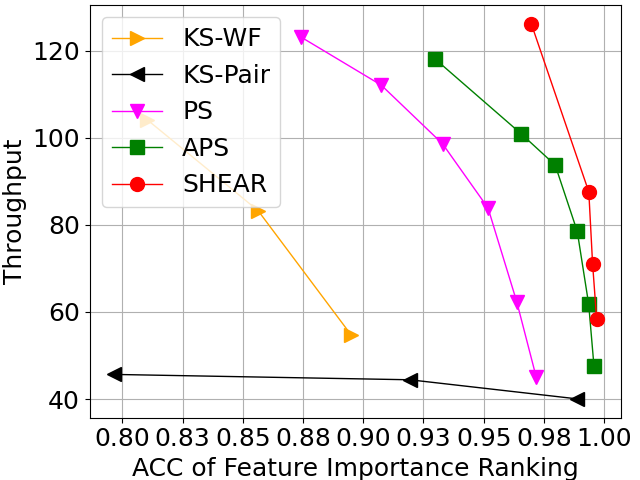 KS-WF
KS-Pair
PS
APS
SHEAR
Throughput
120
100
80
60
40
0.80 0.83 0.85 0.88 0.90 0.93 0.95 0.98 1.00
ACC of Feature Importance Ranking